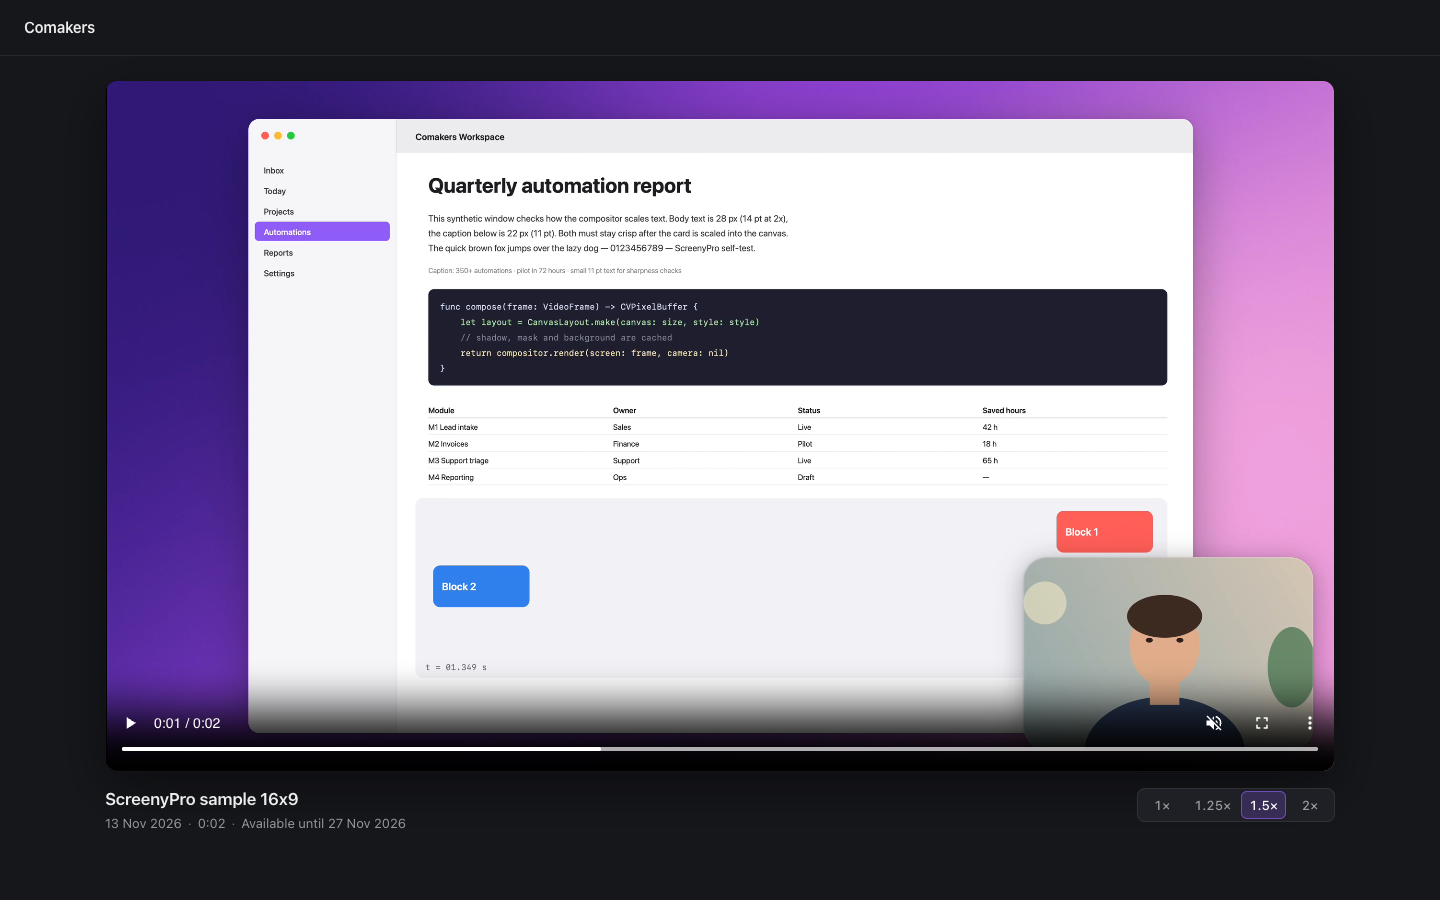 Comakers
Comakers Workspace
Inbox
Today
Projects
Automations
Reports
Settings
Quarterly automation report
This synthetic window checks how the compositor scales text. Body text is 28 px (14 pt at 2x),
the caption below is 22 px (11 pt). Both must stay crisp after the card is scaled into the canvas.
The quick brown fox jumps over the lazy dog — 0123456789 — ScreenyPro self-test.
Caption: 350+ automations · pilot in 72 hours · small 11 pt text for sharpness checks
func compose(frame: VideoFrame) -> CVPixelBuffer {
    let layout = CanvasLayout.make(canvas: size, style: style)
    // shadow, mask and background are cached
    return compositor.render(screen: frame, camera: nil)
}
Module Owner Status Saved hours
M1 Lead intake Sales Live 42 h
M2 Invoices Finance Pilot 18 h
M3 Support triage Support Live 65 h
M4 Reporting Ops Draft —
Block 1
Block 2
t = 01.349 s
0:01 / 0:02
ScreenyPro sample 16x9
13 Nov 2026 · 0:02 · Available until 27 Nov 2026
1× 1.25× 1.5× 2×